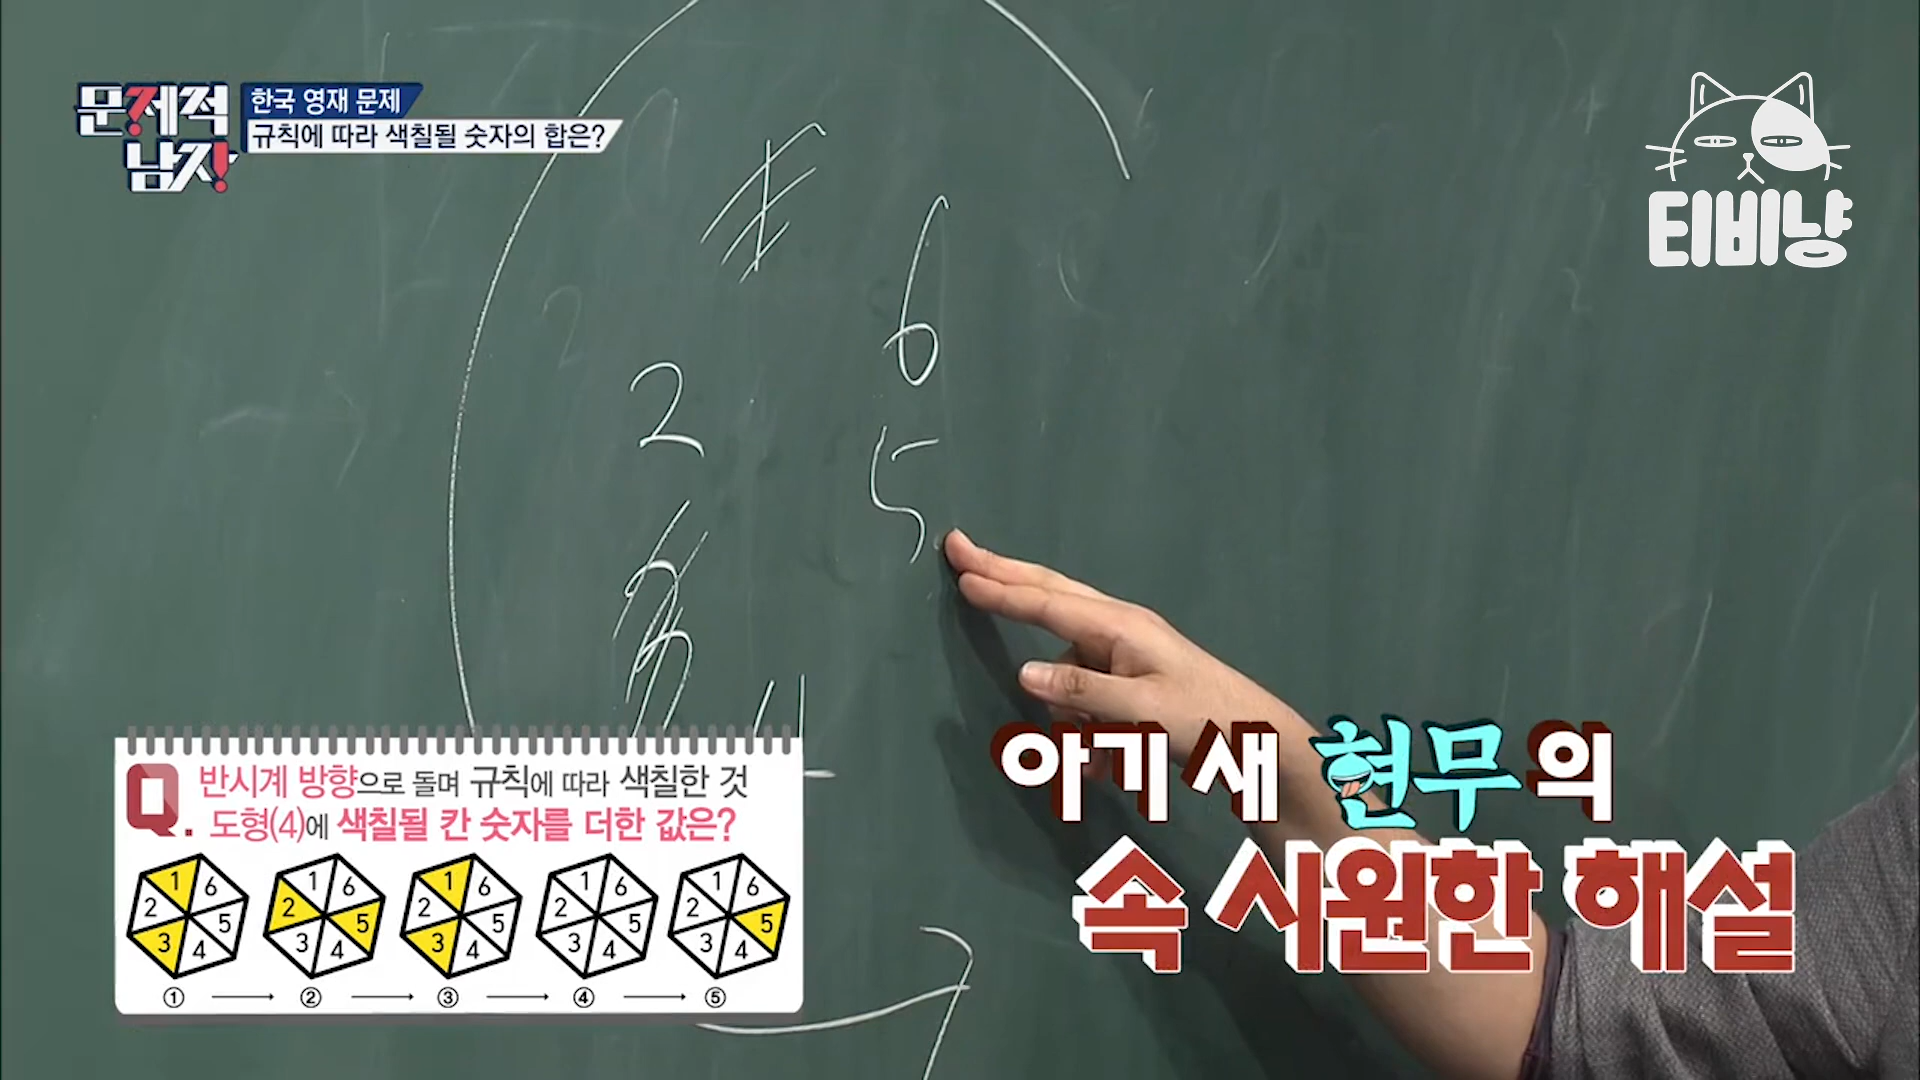 문제적
남자
한국 영재 문제
규칙에 따라 색칠될 숫자의 합은?
티비냥
6
2
5
Q. 반시계 방향으로 돌며 규칙에 따라 색칠한 것
도형(4)에 색칠될 칸 숫자를 더한 값은?
1 6 2 5 3 4
1 6 2 5 3 4
1 6 2 5 3 4
1 6 2 5 3 4
1 6 2 5 3 4
① ② ③ ④ ⑤
아기 새 현무의
속 시원한 해설